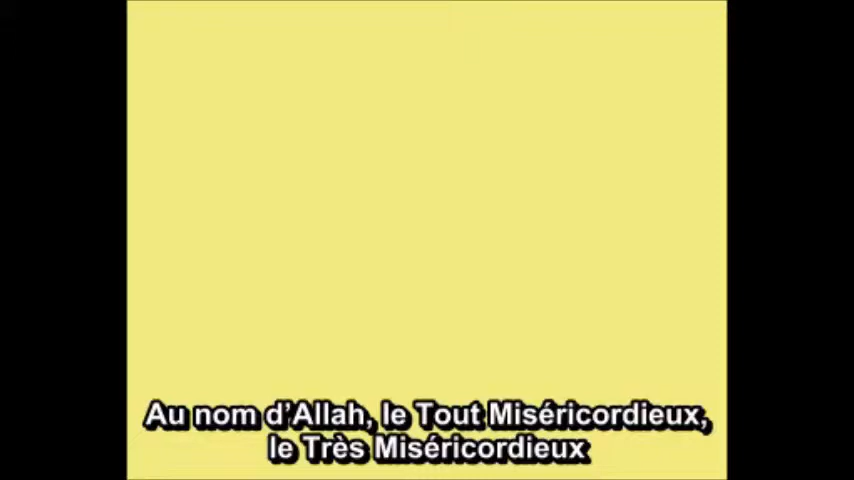 Au nom d’Allah, le Tout Miséricordieux,
le Très Miséricordieux